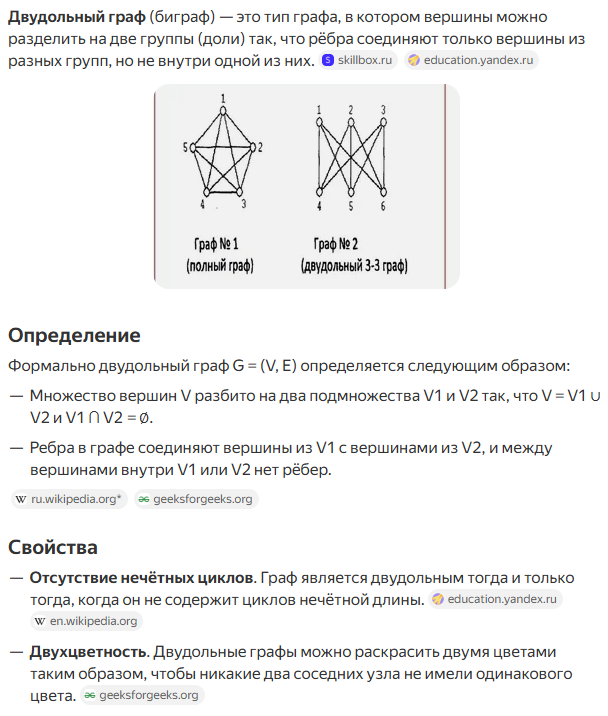 Двудольный граф (биграф) — это тип графа, в котором вершины можно
разделить на две группы (доли) так, что рёбра соединяют только вершины из
разных групп, но не внутри одной из них. skillbox.ru education.yandex.ru
1 1 2 3
5 2
4 3 4 5 6
Граф № 1 Граф № 2
(полный граф) (двудольный 3-3 граф)
Определение
Формально двудольный граф G = (V, E) определяется следующим образом:
— Множество вершин V разбито на два подмножества V1 и V2 так, что V = V1 ∪
V2 и V1 ⋂ V2 = ∅.
— Ребра в графе соединяют вершины из V1 с вершинами из V2, и между
вершинами внутри V1 или V2 нет рёбер.
W ru.wikipedia.org* geeksforgeeks.org
Свойства
— Отсутствие нечётных циклов. Граф является двудольным тогда и только
тогда, когда он не содержит циклов нечётной длины. education.yandex.ru
W en.wikipedia.org
— Двухцветность. Двудольные графы можно раскрасить двумя цветами
таким образом, чтобы никакие два соседних узла не имели одинакового
цвета. geeksforgeeks.org